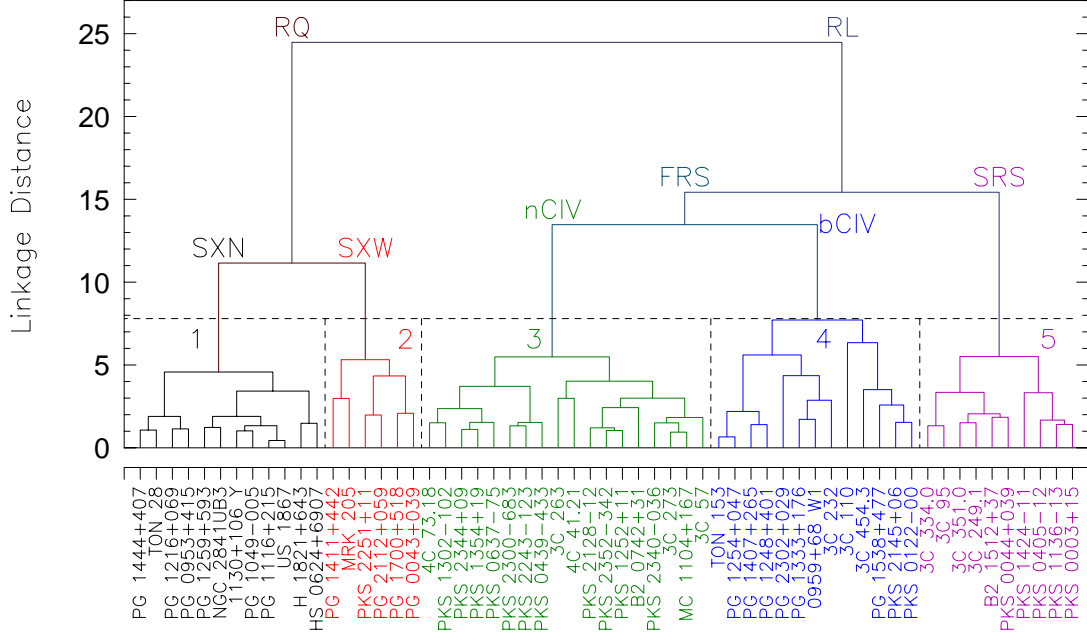 RQ
RL
FRS
SRS
nCIV
bCIV
SXN
SXW
Linkage Distance
25
20
15
10
5
0
1
2
3
4
5
PG 1444+407
TON 28
PG 1216+069
PG 0953+415
PG 1259+593
NGC 2841UB3
1130+106 Y
PG 1049-005
PG 1116+215
US 1867
H 1821+643
HS 0624+6907
PG 1411+442
MRK 205
PKS 2251+11
PG 2112+059
PG 1700+518
PG 0043+039
4C 73.18
PKS 1302-102
PKS 2344+09
PKS 1354+19
PKS 0637-75
PKS 2300-683
PKS 2243-123
PKS 0439-433
3C 263
4C 41.21
PKS 2128-12
PKS 2352-342
PKS 1252+11
B2 0742+31
PKS 2340-036
3C 273
MC 1104+167
3C 57
TON 153
PG 1254+047
PG 1407+265
PG 1248+401
PG 2302+029
PG 1333+176
0959+68 W1
3C 232
3C 110
3C 454.3
PG 1538+477
PKS 2145+06
PKS 0122-00
3C 334.0
3C 95
3C 351.0
3C 249.1
B2 1512+37
PKS 0044+039
PKS 1424-11
PKS 0405-12
PKS 1136-13
PKS 0003+15